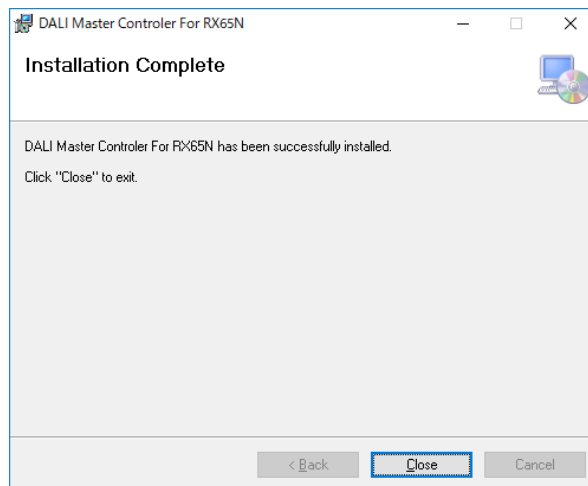 DALI Master Controler For RX65N
Installation Complete
DALI Master Controler For RX65N has been successfully installed.
Click "Close" to exit.
< Back
Close
Cancel